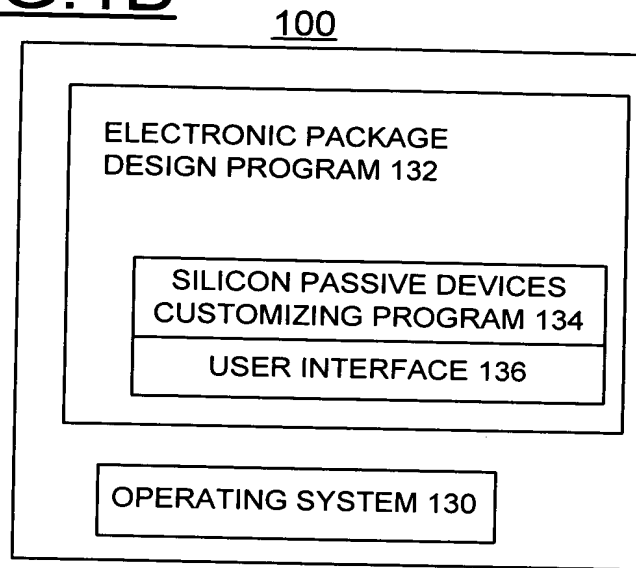 100
ELECTRONIC PACKAGE
DESIGN PROGRAM 132
SILICON PASSIVE DEVICES
CUSTOMIZING PROGRAM 134
USER INTERFACE 136
OPERATING SYSTEM 130